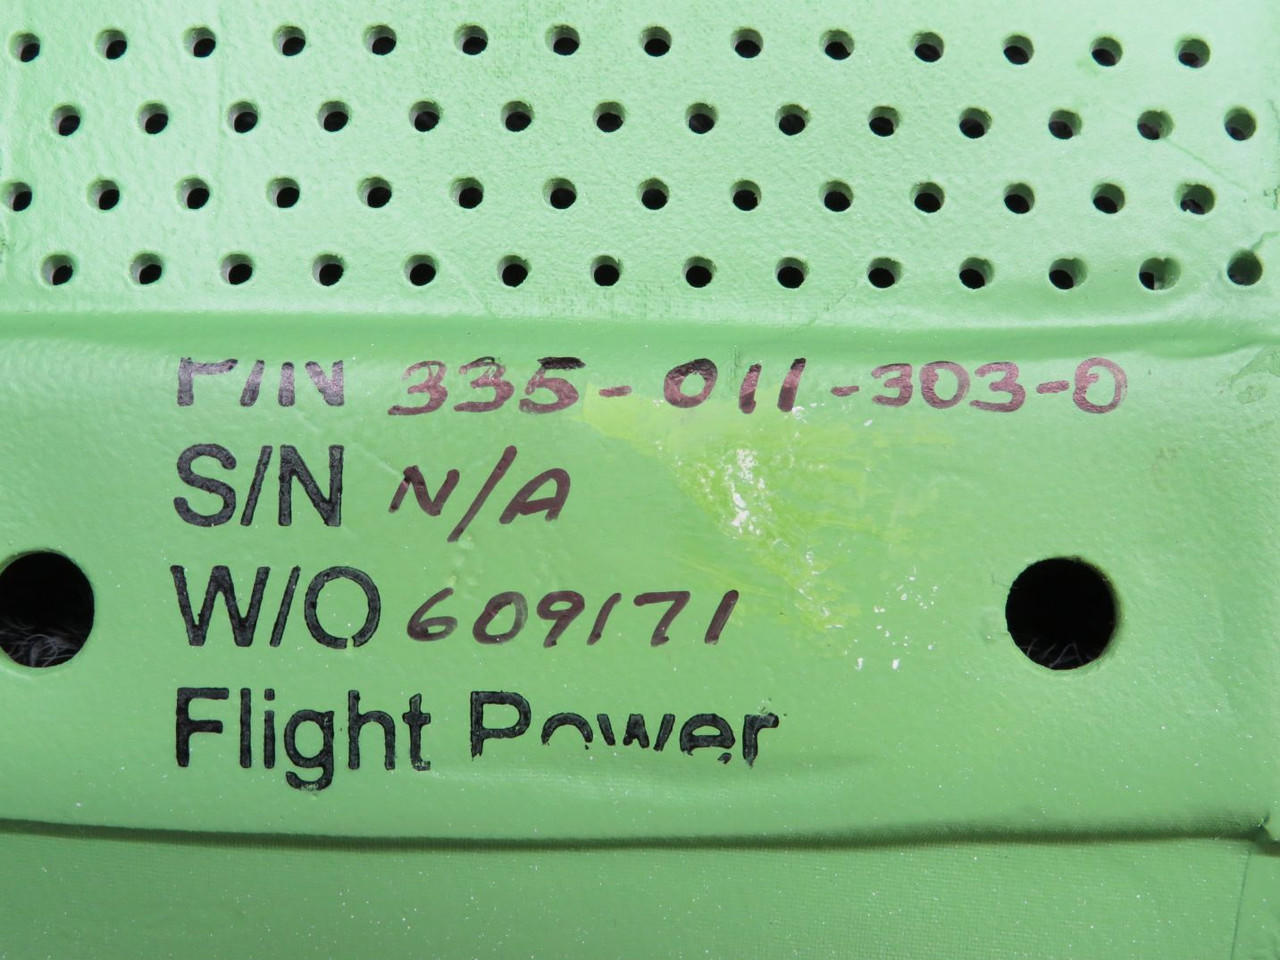 P/N 335-011-303-0
S/N N/A
W/O 609171
Flight Power